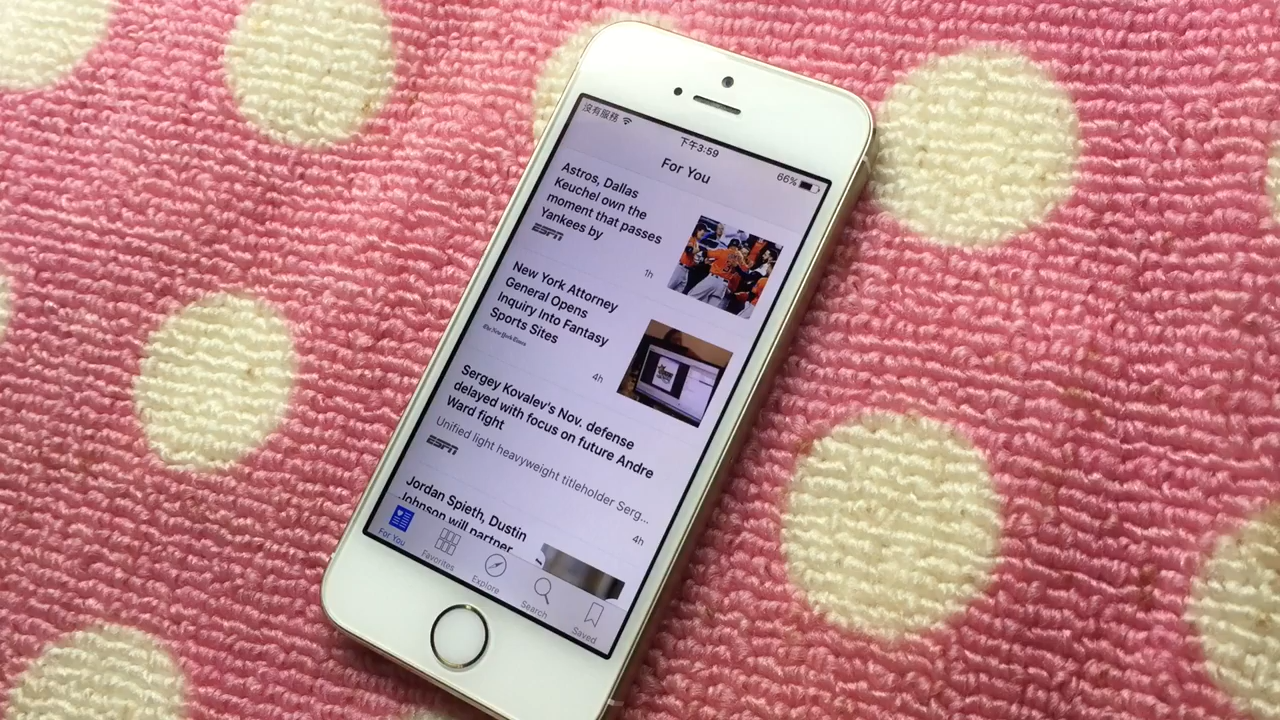 沒有服務
下午3:59
66%
For You
Astros, Dallas
Keuchel own the
moment that passes
Yankees by
ESPN
1h
New York Attorney
General Opens
Inquiry Into Fantasy
Sports Sites
The New York Times
4h
Sergey Kovalev's Nov. defense
delayed with focus on future Andre
Ward fight
Unified light heavyweight titleholder Serg...
ESPN
4h
Jordan Spieth, Dustin
Johnson will partner
For You
Favorites
Explore
Search
Saved